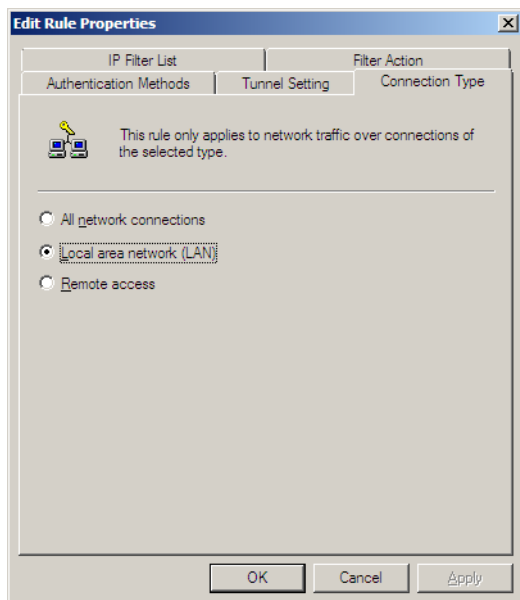 Edit Rule Properties
IP Filter List
Filter Action
Authentication Methods
Tunnel Setting
Connection Type
This rule only applies to network traffic over connections of
the selected type.
All network connections
Local area network (LAN)
Remote access
OK
Cancel
Apply